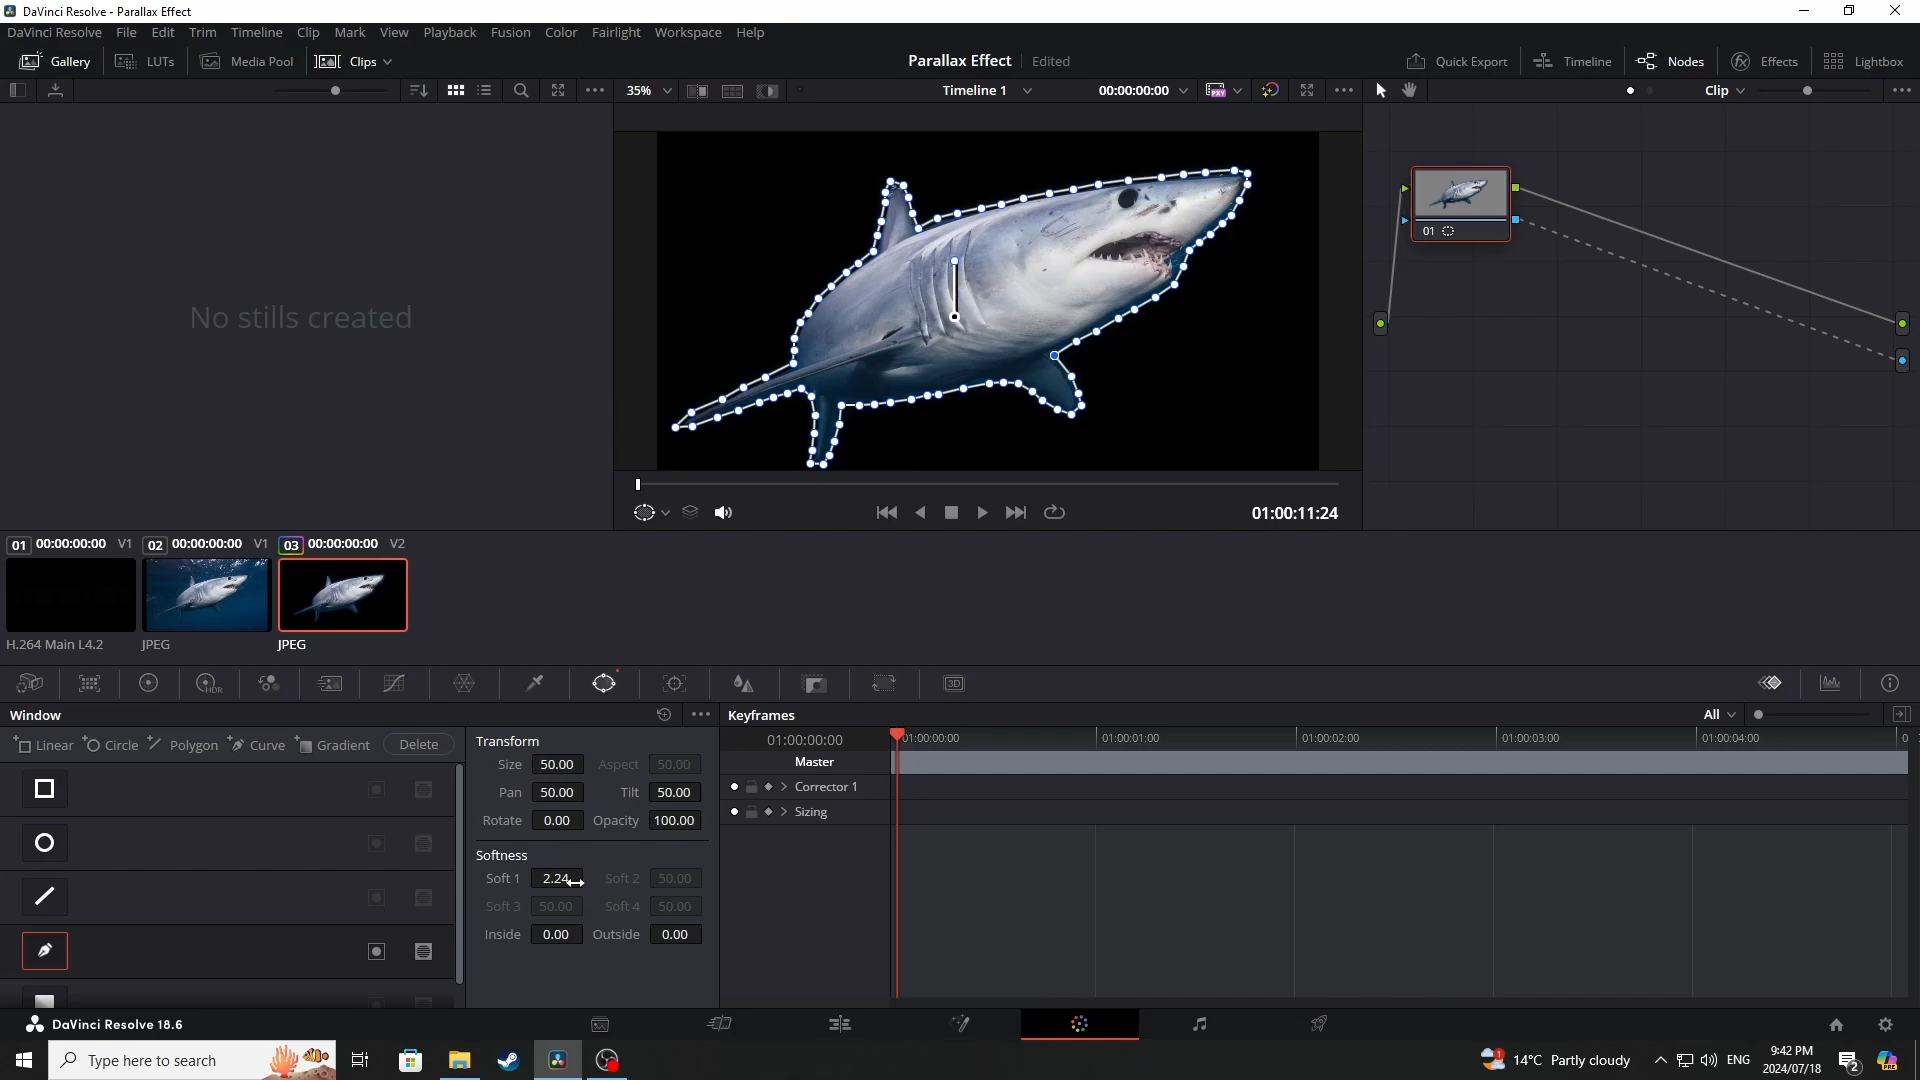 DaVinci Resolve - Parallax Effect
DaVinci Resolve File Edit Trim Timeline Clip Mark View Playback Fusion Color Fairlight Workspace Help
Gallery LUTs Media Pool Clips Parallax Effect Edited Quick Export Timeline Nodes Effects Lightbox
35% Timeline 1 00:00:00:00 PXY Clip
No stills created
01
01:00:11:24
01 00:00:00:00 V1 02 00:00:00:00 V1 03 00:00:00:00 V2
H.264 Main L4.2 JPEG JPEG
HDR 3D
Window Keyframes All
Linear Circle Polygon Curve Gradient Delete
Transform
Size 50.00 Aspect 50.00
Pan 50.00 Tilt 50.00
Rotate 0.00 Opacity 100.00
Softness
Soft 1 2.24 Soft 2 50.00
Soft 3 50.00 Soft 4 50.00
Inside 0.00 Outside 0.00
01:00:00:00 01:00:00:00 01:00:01:00 01:00:02:00 01:00:03:00 01:00:04:00 0
Master
Corrector 1
Sizing
DaVinci Resolve 18.6
Type here to search 1 14°C Partly cloudy ENG 9:42 PM 2024/07/18 2 PRE